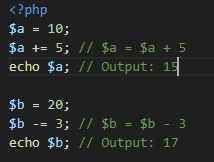 <?php
$a = 10;
$a += 5; // $a = $a + 5
echo $a; // Output: 15

$b = 20;
$b -= 3; // $b = $b - 3
echo $b; // Output: 17